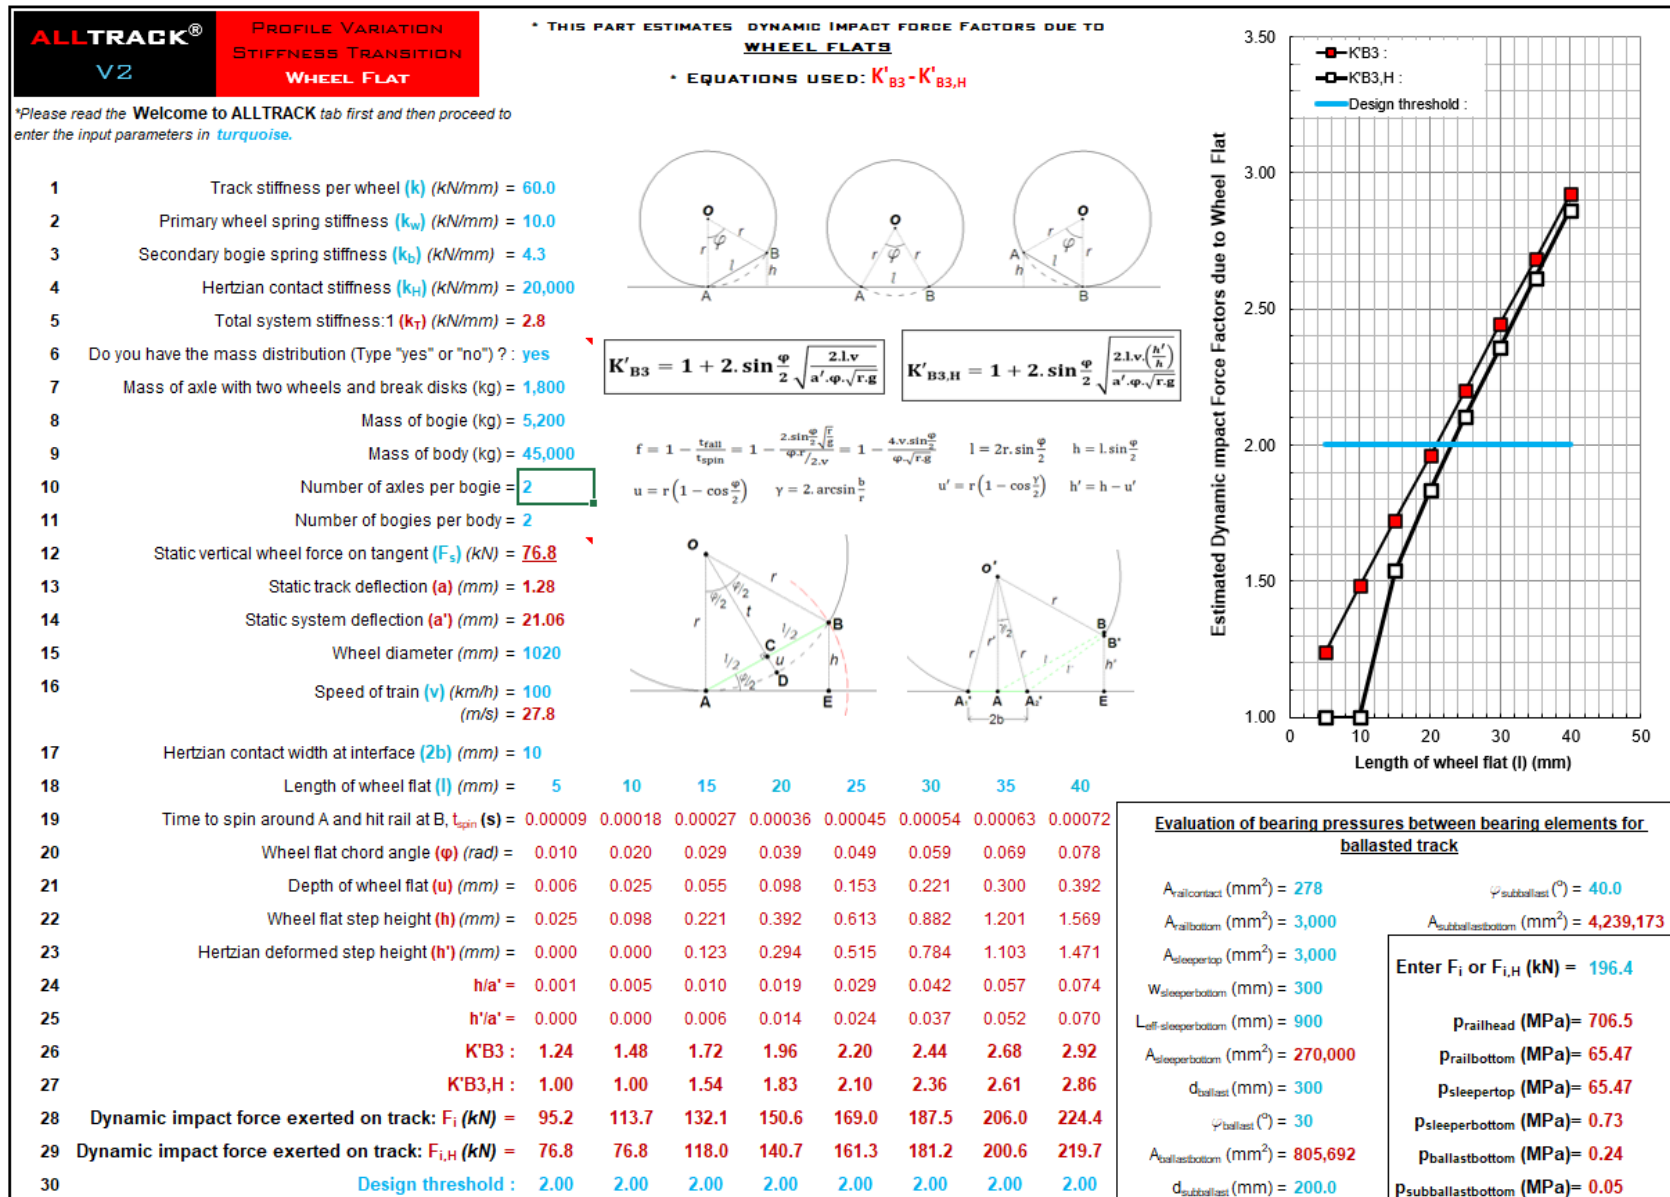 ALLTRACK®
V2
PROFILE VARIATION
STIFFNESS TRANSITION
WHEEL FLAT
* THIS PART ESTIMATES DYNAMIC IMPACT FORCE FACTORS DUE TO
WHEEL FLATS
* EQUATIONS USED: K'B3 - K'B3,H
*Please read the Welcome to ALLTRACK tab first and then proceed to
enter the input parameters in turquoise.
1 Track stiffness per wheel (k) (kN/mm) = 60.0
2 Primary wheel spring stiffness (kw) (kN/mm) = 10.0
3 Secondary bogie spring stiffness (kb) (kN/mm) = 4.3
4 Hertzian contact stiffness (kH) (kN/mm) = 20,000
5 Total system stiffness:1 (kT) (kN/mm) = 2.8
6 Do you have the mass distribution (Type "yes" or "no") ? : yes
7 Mass of axle with two wheels and break disks (kg) = 1,800
8 Mass of bogie (kg) = 5,200
9 Mass of body (kg) = 45,000
10 Number of axles per bogie = 2
11 Number of bogies per body = 2
12 Static vertical wheel force on tangent (Fs) (kN) = 76.8
13 Static track deflection (a) (mm) = 1.28
14 Static system deflection (a') (mm) = 21.06
15 Wheel diameter (mm) = 1020
16 Speed of train (v) (km/h) = 100
(m/s) = 27.8
17 Hertzian contact width at interface (2b) (mm) = 10
18 Length of wheel flat (l) (mm) = 5 10 15 20 25 30 35 40
19 Time to spin around A and hit rail at B, tspin (s) = 0.00009 0.00018 0.00027 0.00036 0.00045 0.00054 0.00063 0.00072
20 Wheel flat chord angle (φ) (rad) = 0.010 0.020 0.029 0.039 0.049 0.059 0.069 0.078
21 Depth of wheel flat (u) (mm) = 0.006 0.025 0.055 0.098 0.153 0.221 0.300 0.392
22 Wheel flat step height (h) (mm) = 0.025 0.098 0.221 0.392 0.613 0.882 1.201 1.569
23 Hertzian deformed step height (h') (mm) = 0.000 0.000 0.123 0.294 0.515 0.784 1.103 1.471
24 h/a' = 0.001 0.005 0.010 0.019 0.029 0.042 0.057 0.074
25 h'/a' = 0.000 0.000 0.006 0.014 0.024 0.037 0.052 0.070
26 K'B3 : 1.24 1.48 1.72 1.96 2.20 2.44 2.68 2.92
27 K'B3,H : 1.00 1.00 1.54 1.83 2.10 2.36 2.61 2.86
28 Dynamic impact force exerted on track: Fi (kN) = 95.2 113.7 132.1 150.6 169.0 187.5 206.0 224.4
29 Dynamic impact force exerted on track: Fi,H (kN) = 76.8 76.8 118.0 140.7 161.3 181.2 200.6 219.7
30 Design threshold : 2.00 2.00 2.00 2.00 2.00 2.00 2.00 2.00
O φ r r B l h A
O φ r r l A B
O φ r r A l h B
K'B3 = 1 + 2. sin φ/2 √(2.l.v / a'.φ.√r.g)
K'B3,H = 1 + 2. sin φ/2 √(2.l.v.(h'/h) / a'.φ.√r.g)
f = 1 − tfall/tspin = 1 − (2.sin φ/2 √(r/g)) / (φ.r/2.v) = 1 − (4.v.sin φ/2) / (φ.√r.g)
l = 2r. sin φ/2 h = l. sin φ/2
u = r(1 − cos φ/2) γ = 2. arcsin b/r u' = r(1 − cos γ/2) h' = h − u'
O φ/2 φ/2 r t r B l/2 C u h l/2 D φ/2 A E
O' γ/2 r r' r r B B* l l' h' A1* A A2* E
2b
Estimated Dynamic impact Force Factors due to Wheel Flat
3.50
3.00
2.50
2.00
1.50
1.00
K'B3 :
K'B3,H :
Design threshold :
0 10 20 30 40 50
Length of wheel flat (l) (mm)
Evaluation of bearing pressures between bearing elements for
ballasted track
Arailcontact (mm²) = 278
Arailbottom (mm²) = 3,000
Asleepertop (mm²) = 3,000
wsleeperbottom (mm) = 300
Leff-sleeperbottom (mm) = 900
Asleeperbottom (mm²) = 270,000
dballast (mm) = 300
φballast (°) = 30
Aballastbottom (mm²) = 805,692
dsubballast (mm) = 200.0
φsubballast (°) = 40.0
Asubballastbottom (mm²) = 4,239,173
Enter Fi or Fi,H (kN) = 196.4
prailhead (MPa)= 706.5
prailbottom (MPa)= 65.47
psleepertop (MPa)= 65.47
psleeperbottom (MPa)= 0.73
pballastbottom (MPa)= 0.24
psubballastbottom (MPa)= 0.05